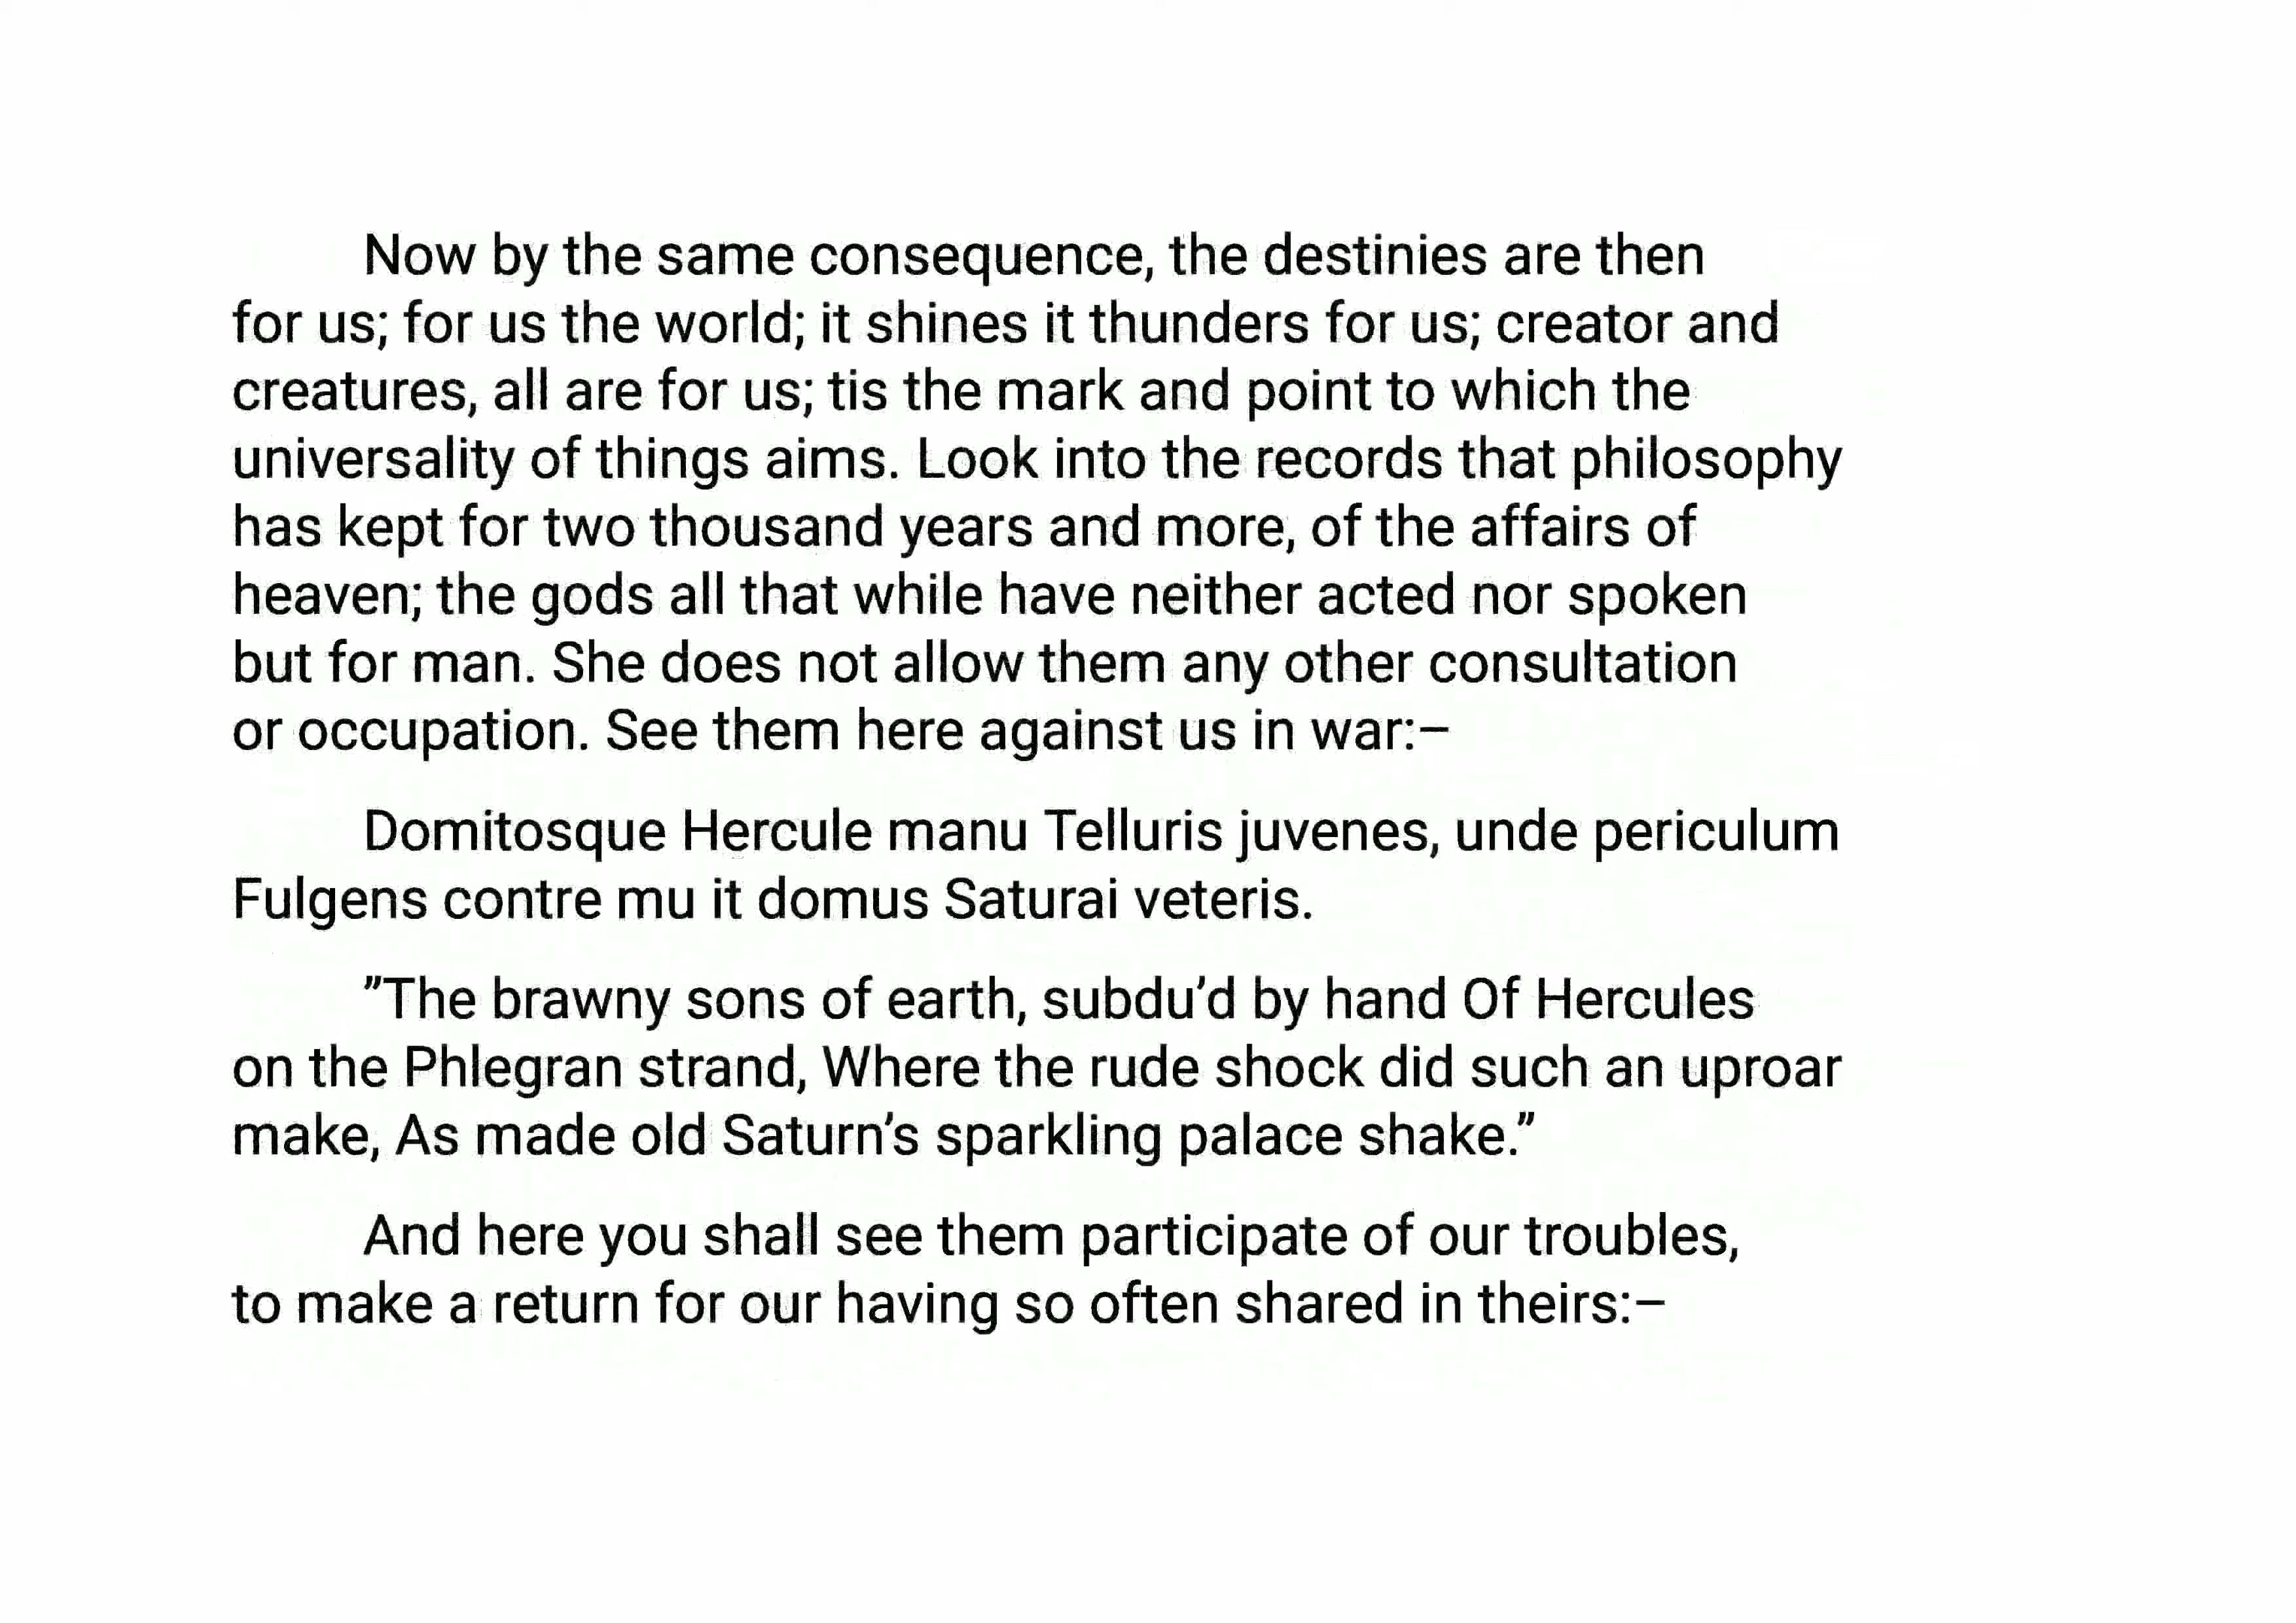 Now by the same consequence, the destinies are then
for us; for us the world; it shines it thunders for us; creator and
creatures, all are for us; tis the mark and point to which the
universality of things aims. Look into the records that philosophy
has kept for two thousand years and more, of the affairs of
heaven; the gods all that while have neither acted nor spoken
but for man. She does not allow them any other consultation
or occupation. See them here against us in war:–
Domitosque Hercule manu Telluris juvenes, unde periculum
Fulgens contre mu it domus Saturai veteris.
”The brawny sons of earth, subdu’d by hand Of Hercules
on the Phlegran strand, Where the rude shock did such an uproar
make, As made old Saturn’s sparkling palace shake.”
And here you shall see them participate of our troubles,
to make a return for our having so often shared in theirs:–